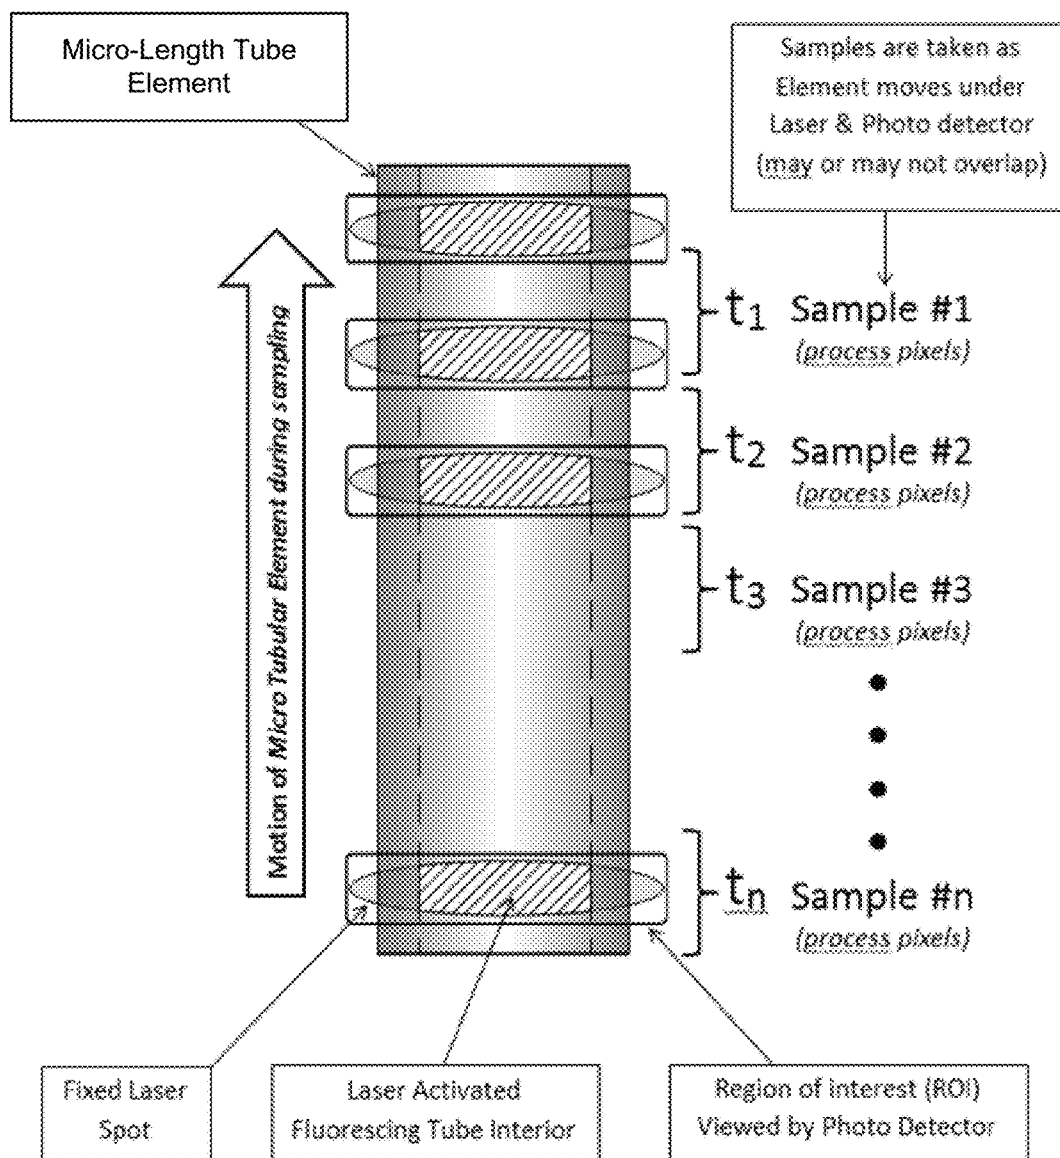 Micro-Length Tube
Element
Samples are taken as
Element moves under
Laser & Photo detector
(may or may not overlap)
Motion of Micro Tubular Element during sampling
t1 Sample #1
(process pixels)
t2 Sample #2
(process pixels)
t3 Sample #3
(process pixels)
tn Sample #n
(process pixels)
Fixed Laser
Spot
Laser Activated
Fluorescing Tube Interior
Region of interest (ROI)
Viewed by Photo Detector